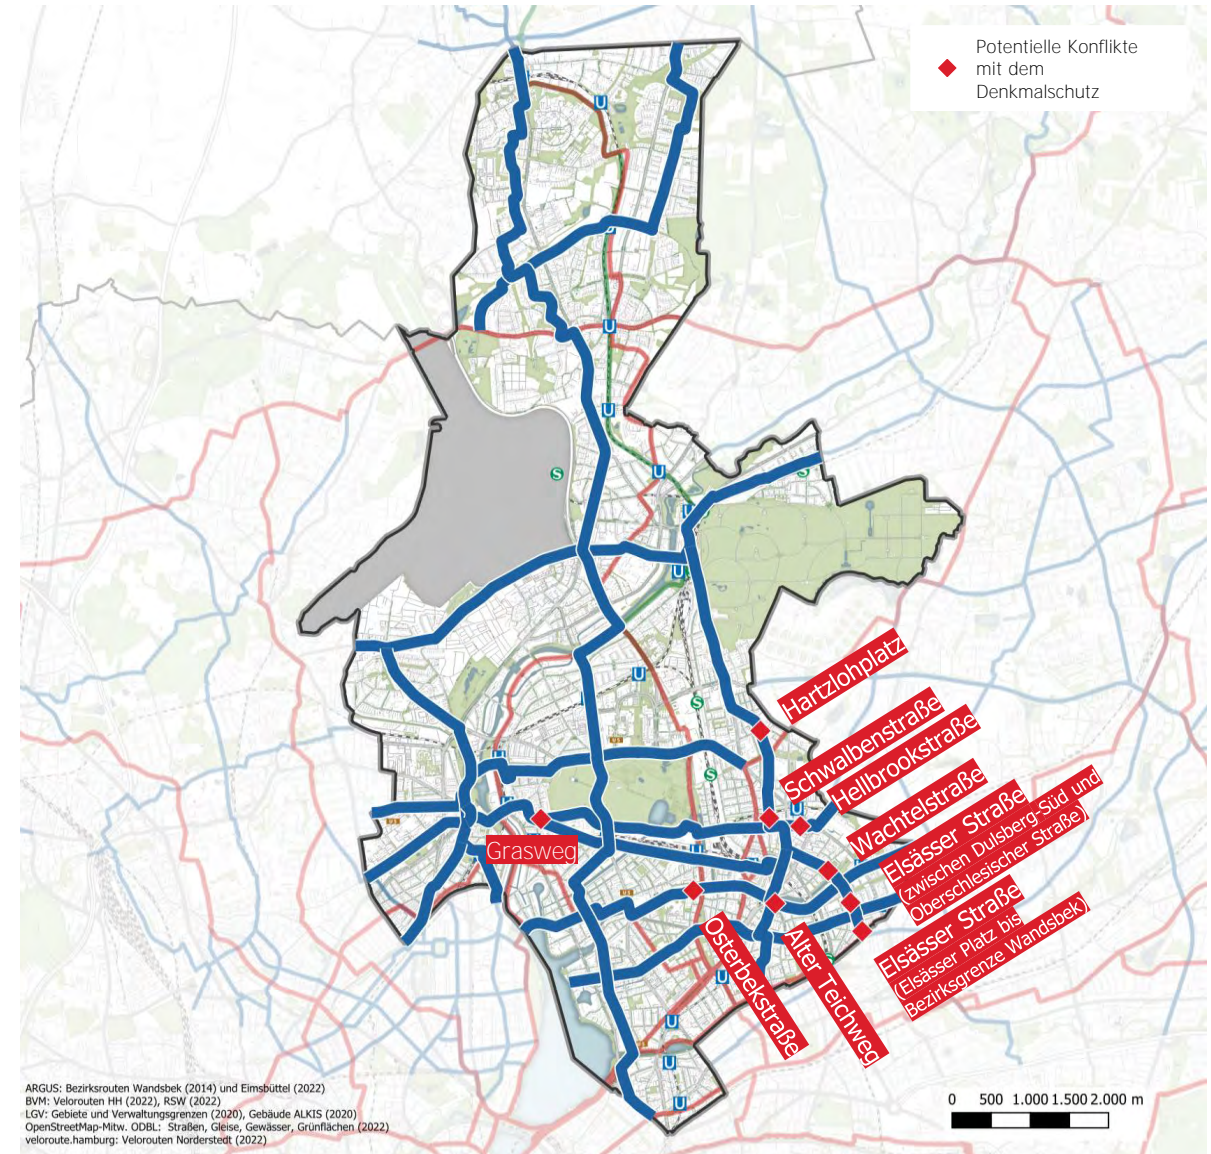 Potentielle Konflikte
mit dem
Denkmalschutz
U
U
U
U
S
U
S
U
U
Hartzlohplatz
U
S
Schwalbenstraße
Hellbrookstraße
S
U
U
Wachtelstraße
Grasweg
Elsässer Straße
(zwischen Dulsberg-Süd und
Oberschlesischer Straße)
Elsässer Straße
(Elsässer Platz bis
Bezirksgrenze Wandsbek)
Osterbekstraße
Alter Teichweg
U
U
U
U
ARGUS: Bezirksrouten Wandsbek (2014) und Eimsbüttel (2022)
BVM: Velorouten HH (2022), RSW (2022)
LGV: Gebiete und Verwaltungsgrenzen (2020), Gebäude ALKIS (2020)
OpenStreetMap-Mitw. ODBL: Straßen, Gleise, Gewässer, Grünflächen (2022)
veloroute.hamburg: Velorouten Norderstedt (2022)
0 500 1.000 1.500 2.000 m